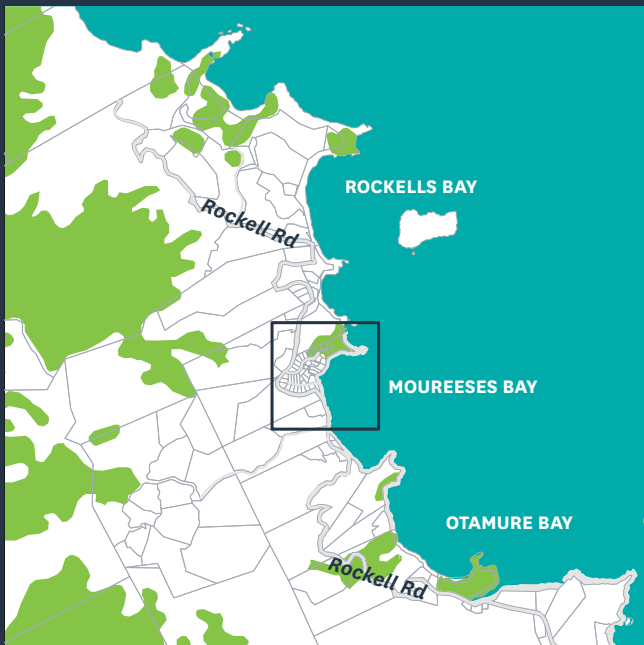 ROCKELLS BAY
Rockell Rd
MOUREESES BAY
OTAMURE BAY
Rockell Rd